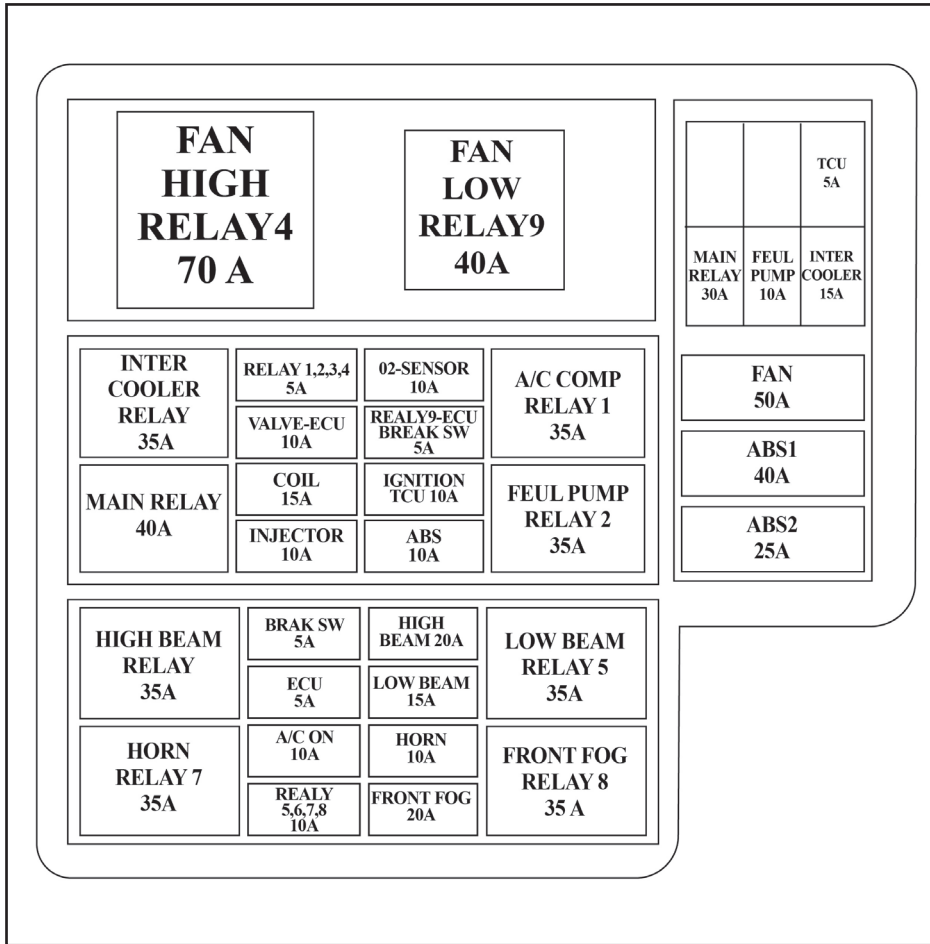 FAN
HIGH
RELAY4
70 A
FAN
LOW
RELAY9
40A
TCU
5A
MAIN
RELAY
30A
FEUL
PUMP
10A
INTER
COOLER
15A
FAN
50A
ABS1
40A
ABS2
25A
INTER
COOLER
RELAY
35A
RELAY 1,2,3,4
5A
02-SENSOR
10A
A/C COMP
RELAY 1
35A
VALVE-ECU
10A
REALY9-ECU
BREAK SW
5A
MAIN RELAY
40A
COIL
15A
IGNITION
TCU 10A
FEUL PUMP
RELAY 2
35A
INJECTOR
10A
ABS
10A
HIGH BEAM
RELAY
35A
BRAK SW
5A
HIGH
BEAM 20A
LOW BEAM
RELAY 5
35A
ECU
5A
LOW BEAM
15A
HORN
RELAY 7
35A
A/C ON
10A
HORN
10A
FRONT FOG
RELAY 8
35 A
REALY
5,6,7,8
10A
FRONT FOG
20A